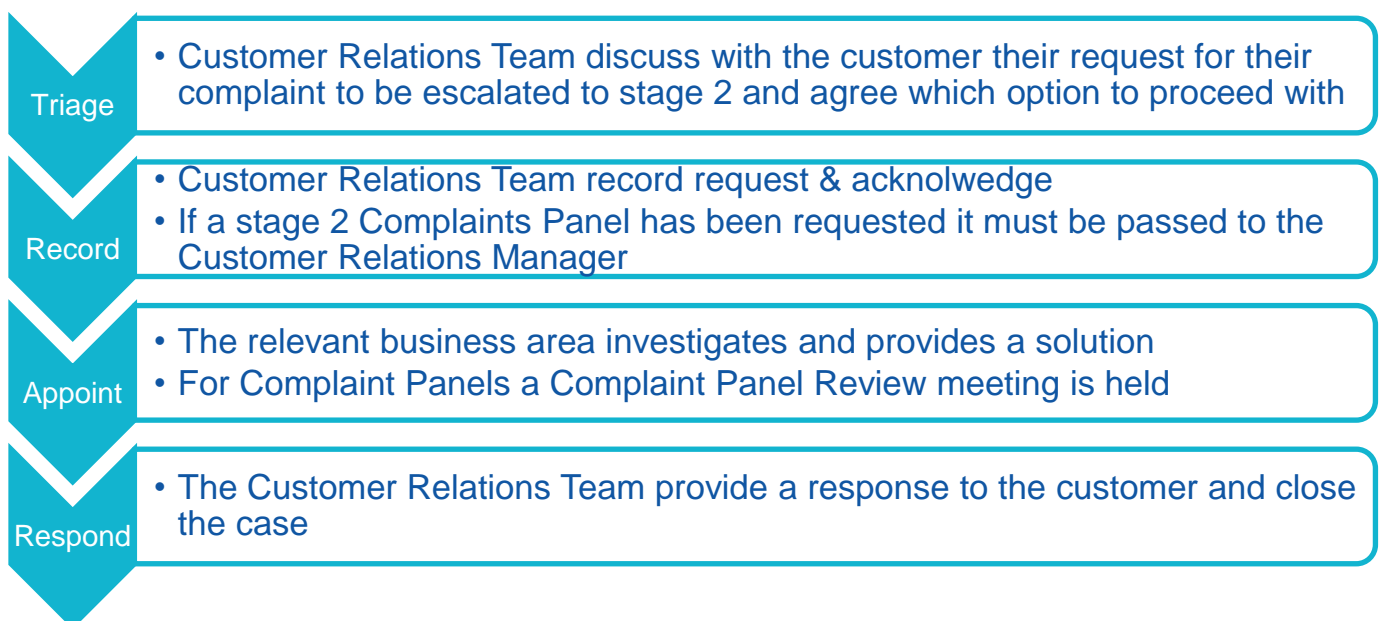 Triage
• Customer Relations Team discuss with the customer their request for their
complaint to be escalated to stage 2 and agree which option to proceed with
Record
• Customer Relations Team record request & acknolwedge
• If a stage 2 Complaints Panel has been requested it must be passed to the
Customer Relations Manager
Appoint
• The relevant business area investigates and provides a solution
• For Complaint Panels a Complaint Panel Review meeting is held
Respond
• The Customer Relations Team provide a response to the customer and close
the case